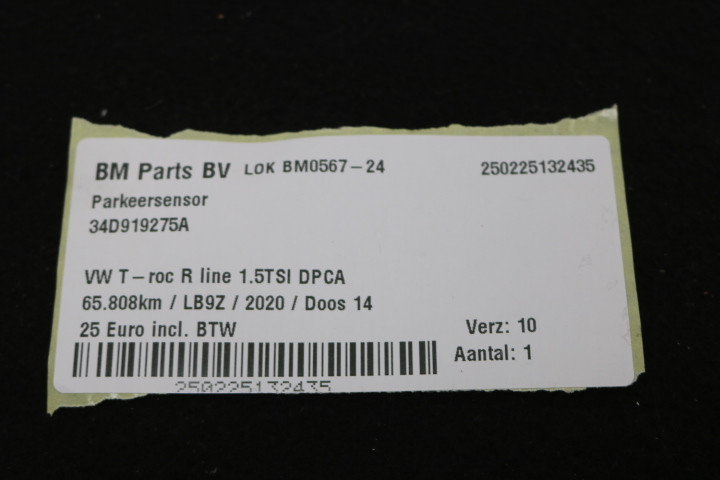 BM Parts BV LOK BM0567-24 250225132435
Parkeersensor
34D919275A
VW T-roc R line 1.5TSI DPCA
65.808km / LB9Z / 2020 / Doos 14
25 Euro incl. BTW Verz: 10
Aantal: 1
250225132435